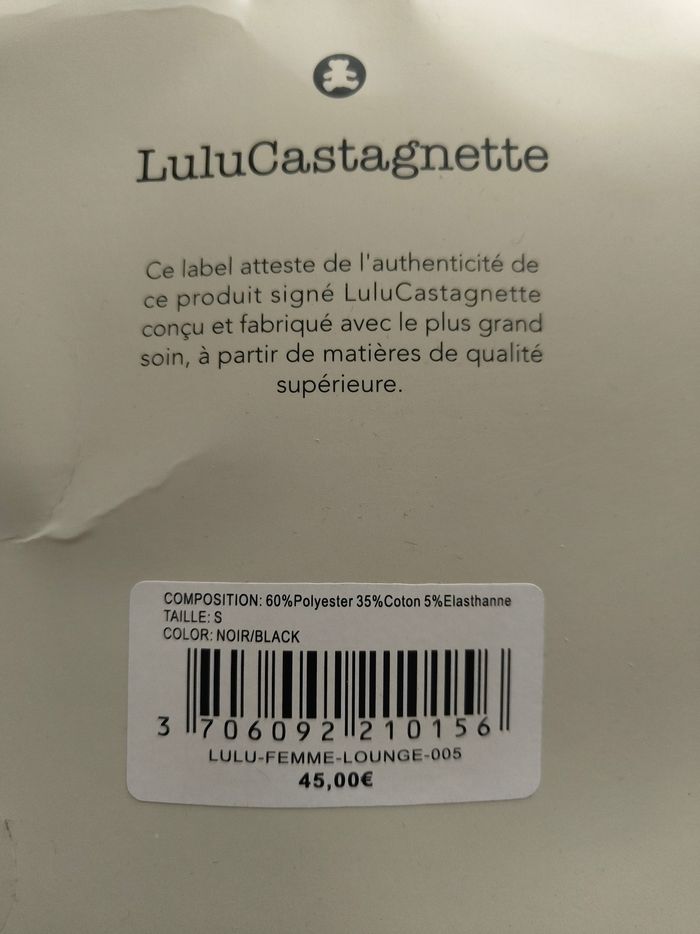 LuluCastagnette
Ce label atteste de l'authenticité de
ce produit signé LuluCastagnette
conçu et fabriqué avec le plus grand
soin, à partir de matières de qualité
supérieure.
COMPOSITION: 60%Polyester 35%Coton 5%Elasthanne
TAILLE: S
COLOR: NOIR/BLACK
3 706092 210156
LULU-FEMME-LOUNGE-005
45,00€